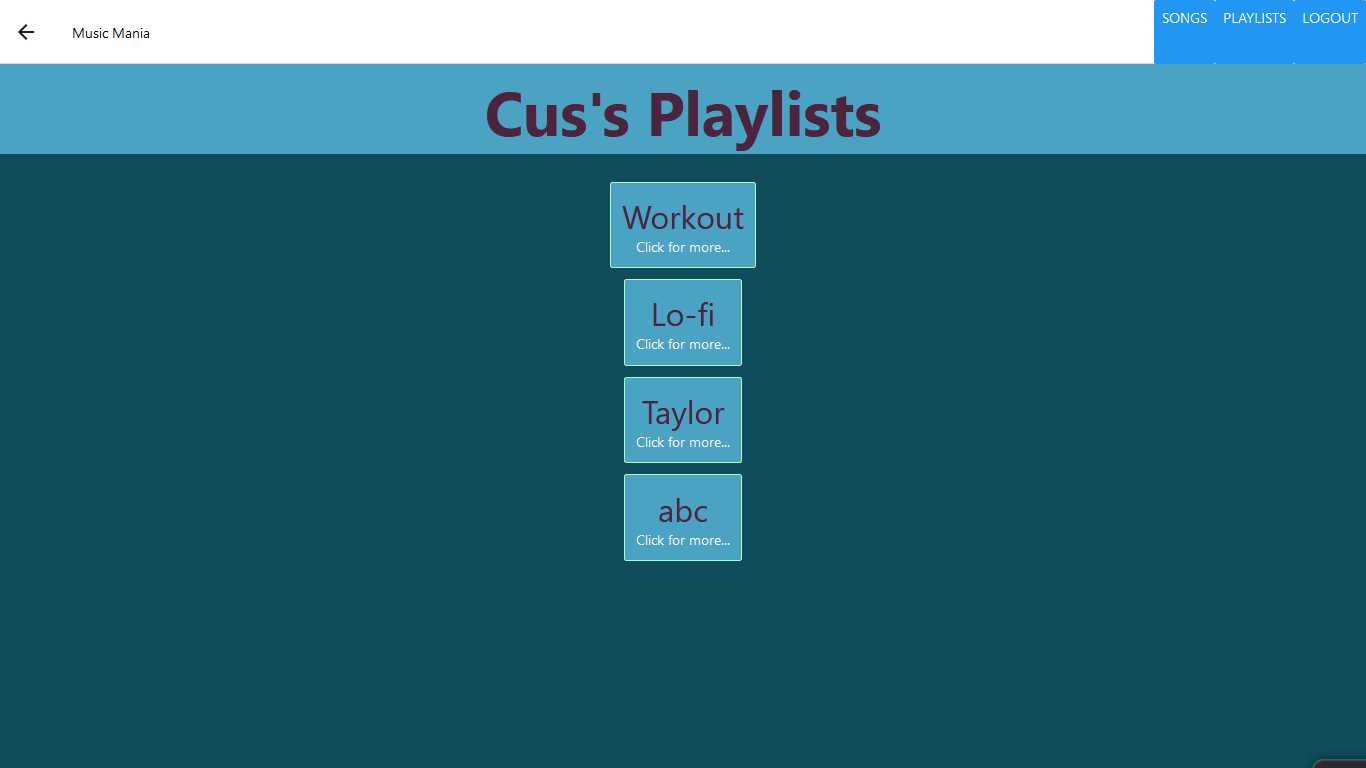 Music Mania
SONGS PLAYLISTS LOGOUT
Cus's Playlists
Workout
Click for more...
Lo-fi
Click for more...
Taylor
Click for more...
abc
Click for more...